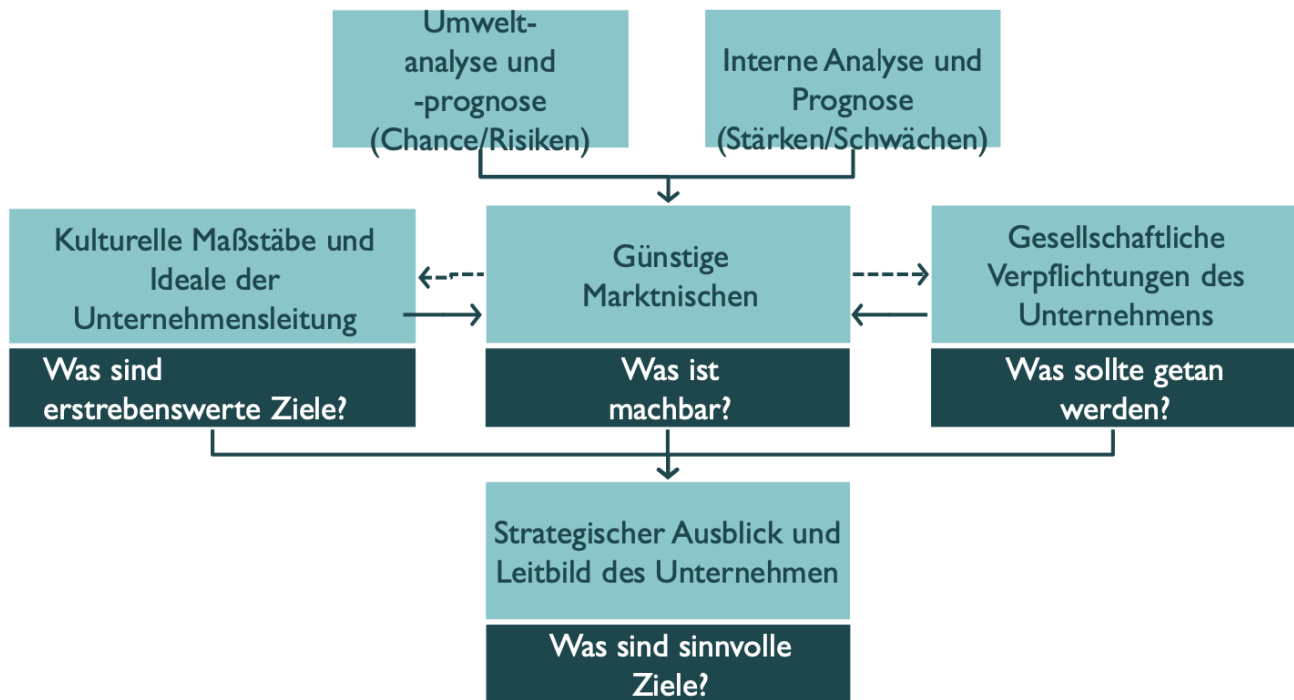 Umwelt-
analyse und
-prognose
(Chance/Risiken)
Interne Analyse und
Prognose
(Stärken/Schwächen)
Kulturelle Maßstäbe und
Ideale der
Unternehmensleitung
Was sind
erstrebenswerte Ziele?
Günstige
Marktnischen
Was ist
machbar?
Gesellschaftliche
Verpflichtungen des
Unternehmens
Was sollte getan
werden?
Strategischer Ausblick und
Leitbild des Unternehmen
Was sind sinnvolle
Ziele?